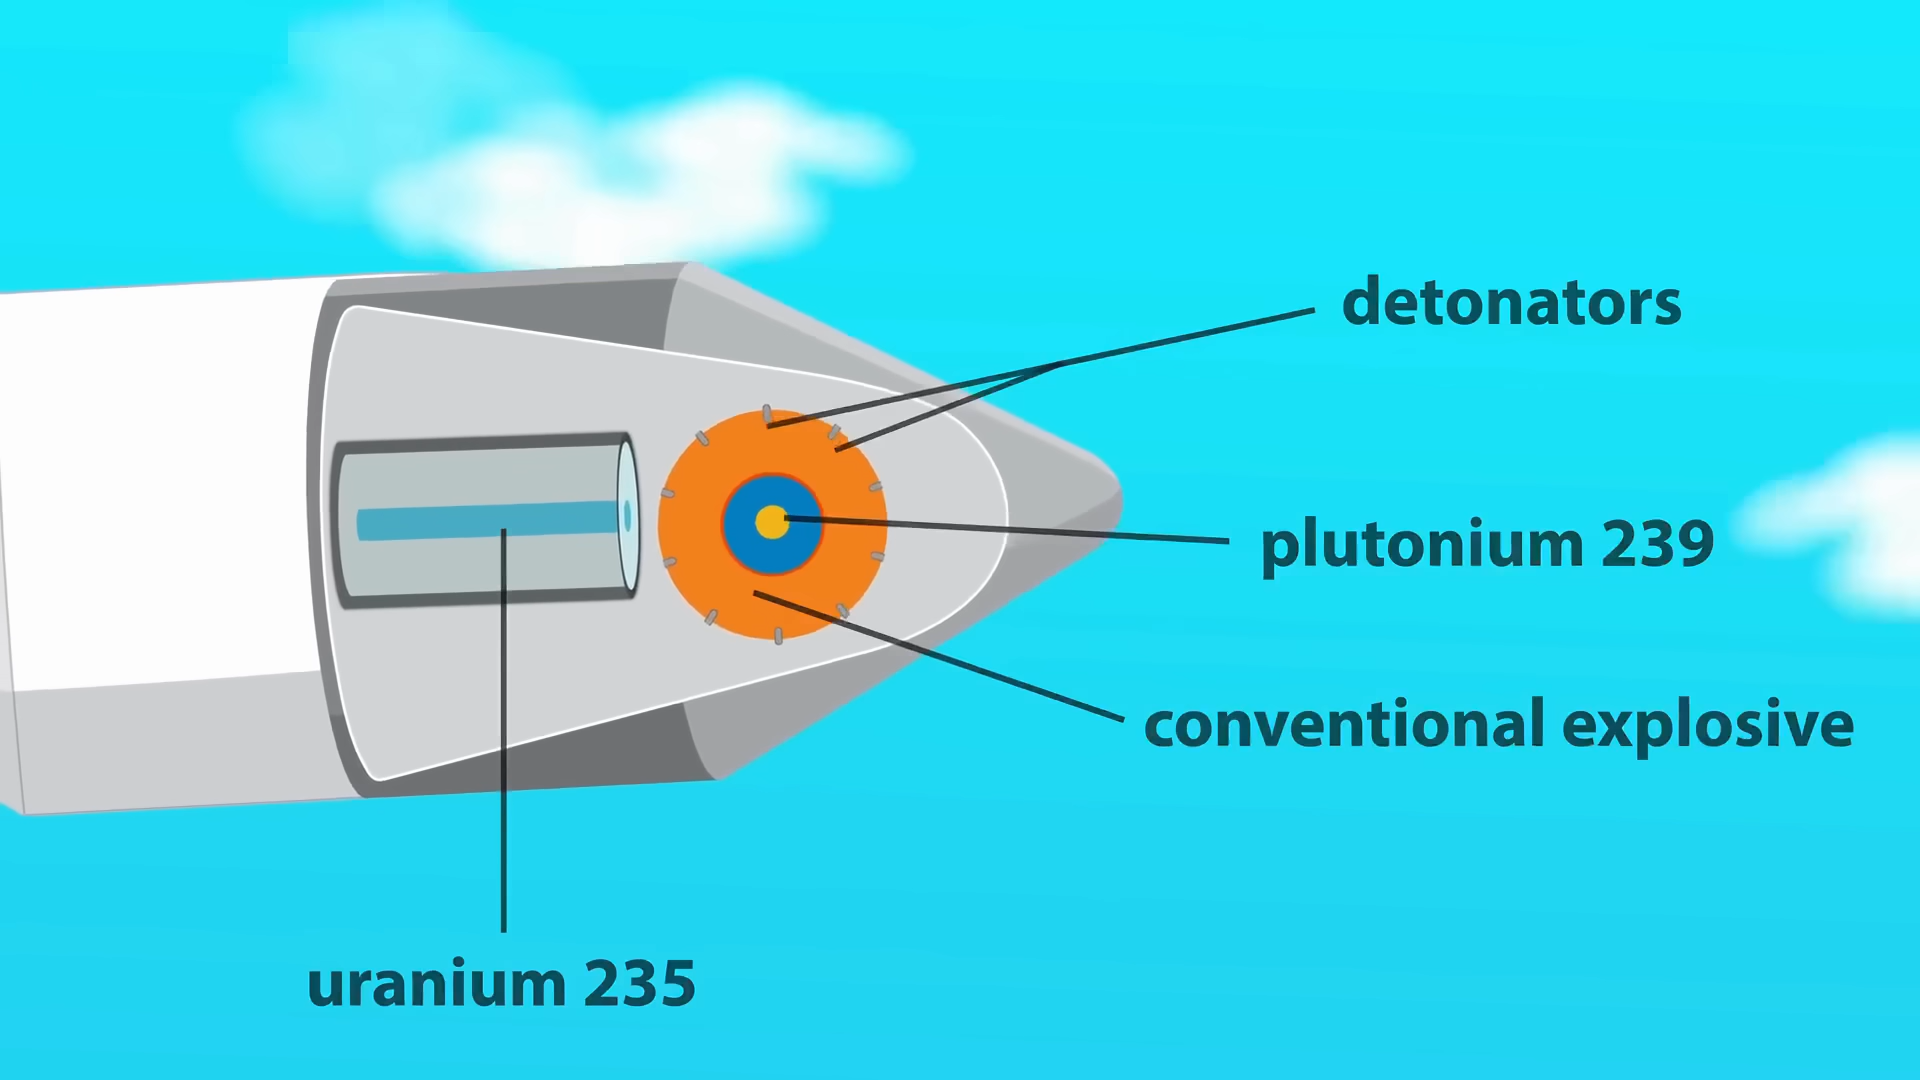 detonators
plutonium 239
conventional explosive
uranium 235